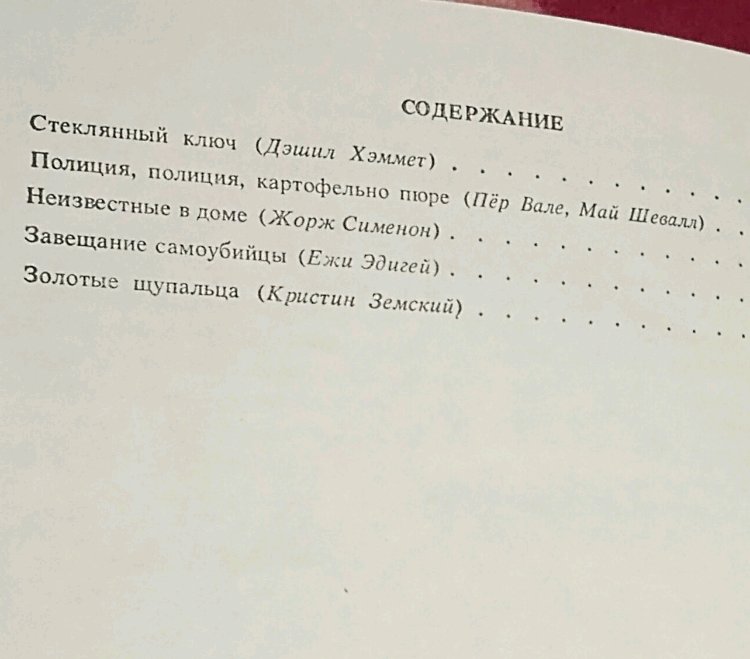 СОДЕРЖАНИЕ
Стеклянный ключ (Дэшил Хэммет) . . . . . . . . . . .
Полиция, полиция, картофельно пюре (Пёр Вале, Май Шевалл) . .
Неизвестные в доме (Жорж Сименон) . . . . . . . . . . .
Завещание самоубийцы (Ежи Эдигей) . . . . . . . . . . .
Золотые щупальца (Кристин Земский) . . . . . . . . . .